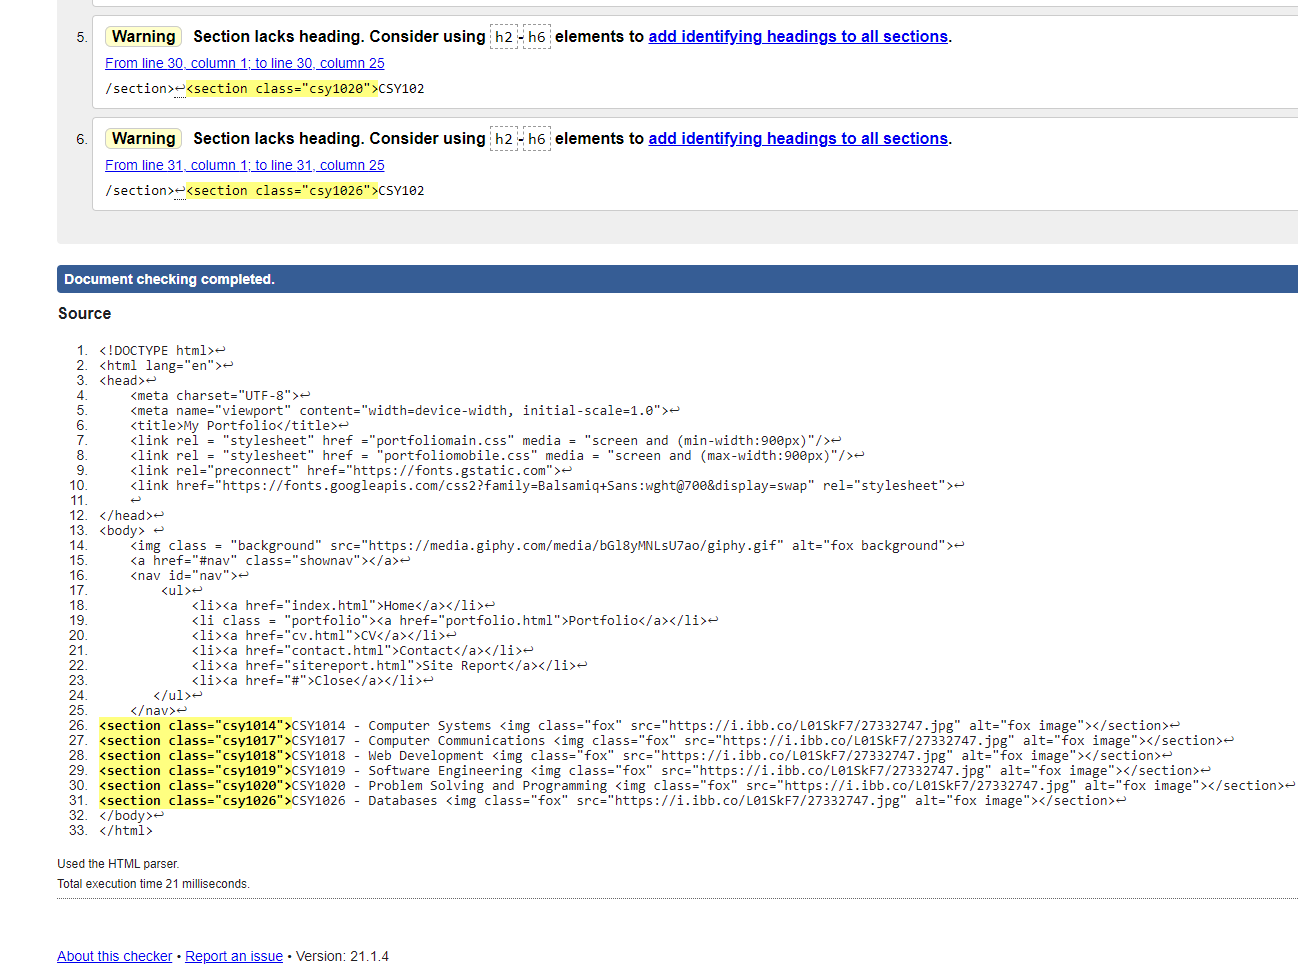 5. Warning Section lacks heading. Consider using h2-h6 elements to add identifying headings to all sections.
From line 30, column 1; to line 30, column 25
/section>↩<section class="csy1020">CSY102
6. Warning Section lacks heading. Consider using h2-h6 elements to add identifying headings to all sections.
From line 31, column 1; to line 31, column 25
/section>↩<section class="csy1026">CSY102
Document checking completed.
Source
1. <!DOCTYPE html>↩
2. <html lang="en">↩
3. <head>↩
4.     <meta charset="UTF-8">↩
5.     <meta name="viewport" content="width=device-width, initial-scale=1.0">↩
6.     <title>My Portfolio</title>↩
7.     <link rel = "stylesheet" href ="portfoliomain.css" media = "screen and (min-width:900px)"/>↩
8.     <link rel = "stylesheet" href = "portfoliomobile.css" media = "screen and (max-width:900px)"/>↩
9.     <link rel="preconnect" href="https://fonts.gstatic.com">↩
10.     <link href="https://fonts.googleapis.com/css2?family=Balsamiq+Sans:wght@700&display=swap" rel="stylesheet">↩
11.     ↩
12. </head>↩
13. <body> ↩
14.     <img class = "background" src="https://media.giphy.com/media/bGl8yMNLsU7ao/giphy.gif" alt="fox background">↩
15.     <a href="#nav" class="shownav"></a>↩
16.     <nav id="nav">↩
17.         <ul>↩
18.             <li><a href="index.html">Home</a></li>↩
19.             <li class = "portfolio"><a href="portfolio.html">Portfolio</a></li>↩
20.             <li><a href="cv.html">CV</a></li>↩
21.             <li><a href="contact.html">Contact</a></li>↩
22.             <li><a href="sitereport.html">Site Report</a></li>↩
23.             <li><a href="#">Close</a></li>↩
24.        </ul>↩
25.     </nav>↩
26. <section class="csy1014">CSY1014 - Computer Systems <img class="fox" src="https://i.ibb.co/L01SkF7/27332747.jpg" alt="fox image"></section>↩
27. <section class="csy1017">CSY1017 - Computer Communications <img class="fox" src="https://i.ibb.co/L01SkF7/27332747.jpg" alt="fox image"></section>↩
28. <section class="csy1018">CSY1018 - Web Development <img class="fox" src="https://i.ibb.co/L01SkF7/27332747.jpg" alt="fox image"></section>↩
29. <section class="csy1019">CSY1019 - Software Engineering <img class="fox" src="https://i.ibb.co/L01SkF7/27332747.jpg" alt="fox image"></section>↩
30. <section class="csy1020">CSY1020 - Problem Solving and Programming <img class="fox" src="https://i.ibb.co/L01SkF7/27332747.jpg" alt="fox image"></section>↩
31. <section class="csy1026">CSY1026 - Databases <img class="fox" src="https://i.ibb.co/L01SkF7/27332747.jpg" alt="fox image"></section>↩
32. </body>↩
33. </html>
Used the HTML parser.
Total execution time 21 milliseconds.
About this checker • Report an issue • Version: 21.1.4